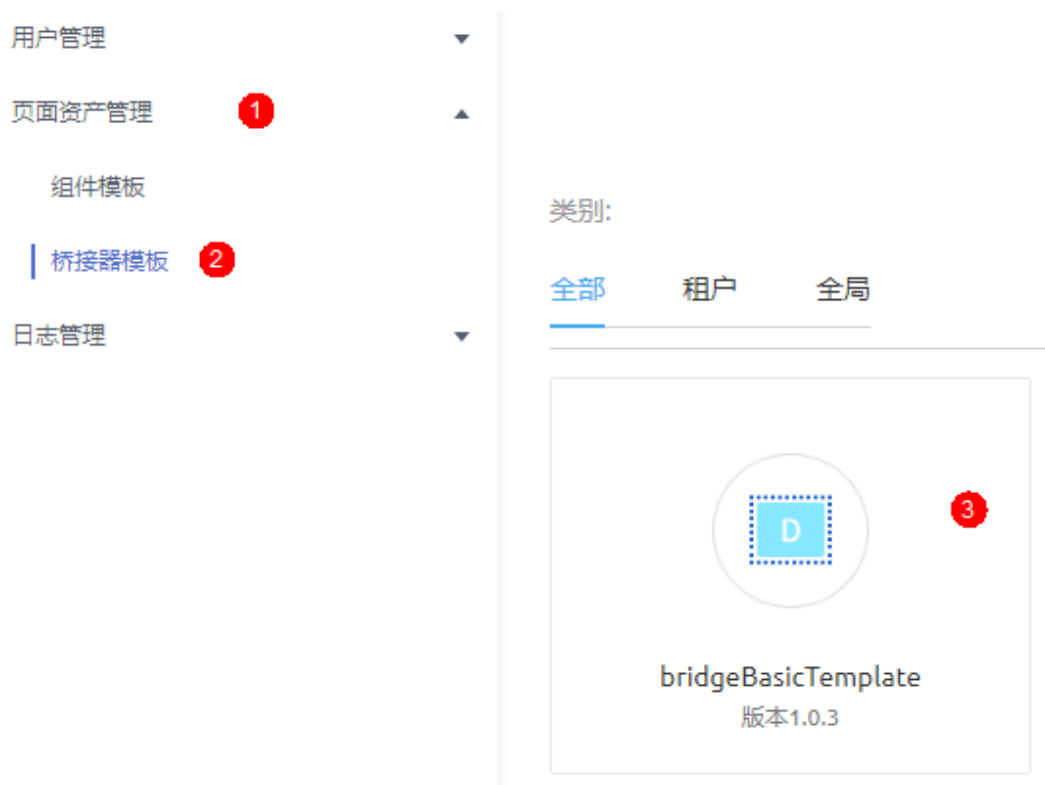 用户管理
页面资产管理 1
组件模板
桥接器模板 2
日志管理
类别:
全部 租户 全局
D
3
bridgeBasicTemplate
版本1.0.3